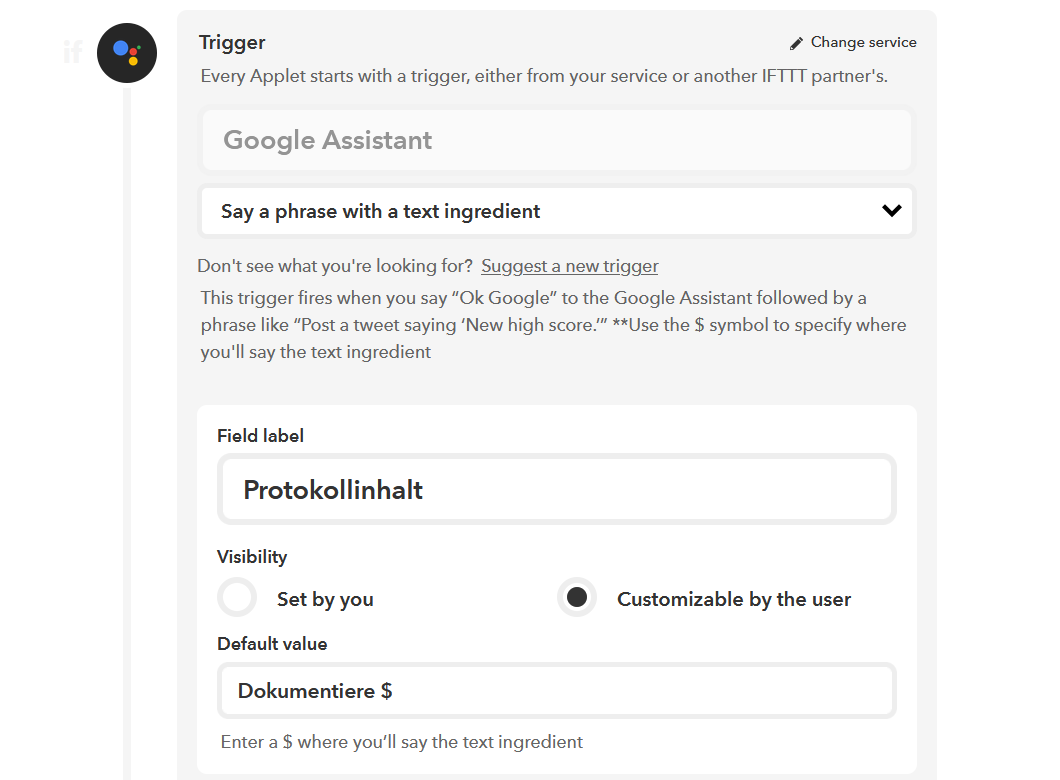 if
Trigger
Change service
Every Applet starts with a trigger, either from your service or another IFTTT partner's.
Google Assistant
Say a phrase with a text ingredient
Don't see what you're looking for? Suggest a new trigger
This trigger fires when you say “Ok Google” to the Google Assistant followed by a
phrase like “Post a tweet saying ‘New high score.’” **Use the $ symbol to specify where
you'll say the text ingredient
Field label
Protokollinhalt
Visibility
Set by you
Customizable by the user
Default value
Dokumentiere $
Enter a $ where you’ll say the text ingredient